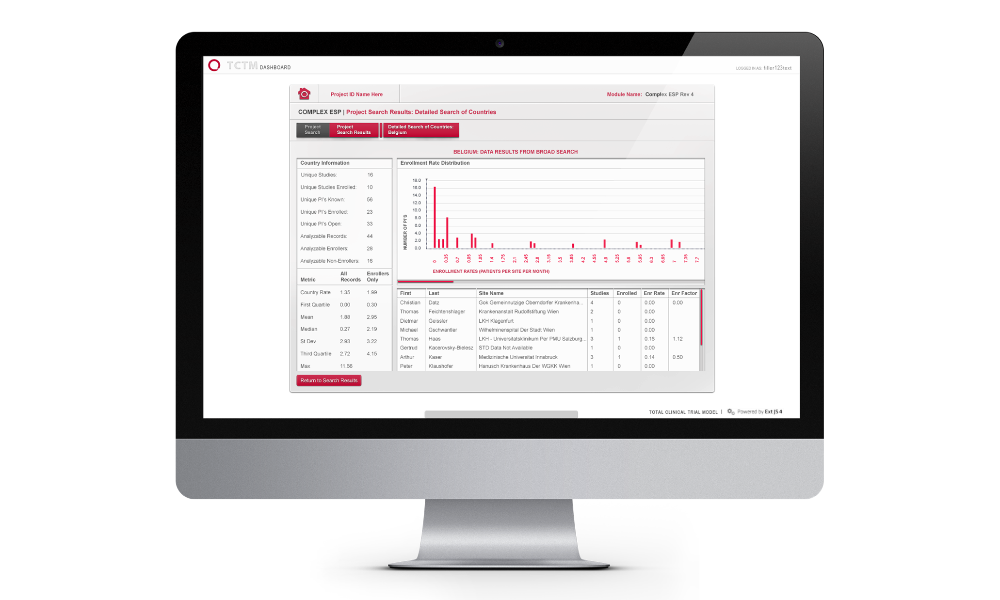 TCTM DASHBOARD
LOGGED IN AS: filler123text
Project ID Name Here
Module Name: Complex ESP Rev 4
COMPLEX ESP | Project Search Results: Detailed Search of Countries
Project Search
Project Search Results
Detailed Search of Countries: Belgium
BELGIUM: DATA RESULTS FROM BROAD SEARCH
Country Information
Unique Studies: 16
Unique Studies Enrolled: 10
Unique PI's Known: 56
Unique PI's Enrolled: 23
Unique PI's Open: 33
Analyzable Records: 44
Analyzable Enrollers: 28
Analyzable Non-Enrollers: 16
Metric All Records Enrollers Only
Country Rate 1.35 1.99
First Quartile 0.00 0.30
Mean 1.88 2.95
Median 0.27 2.19
St Dev 2.93 3.22
Third Quartile 2.72 4.15
Max 11.66
Return to Search Results
Enrollment Rate Distribution
NUMBER OF PI'S
18.0
16.0
14.0
12.0
10.0
8.0
6.0
4.0
2.0
0.0
0 0.35 0.7 0.05 1.05 1.4 1.75 2.1 2.45 2.8 3.15 3.5 3.85 4.2 4.55 4.9 5.25 5.6 5.95 6.3 6.65 7 7.35 7.7
ENROLLMENT RATES (PATIENTS PER SITE PER MONTH)
First Last Site Name Studies Enrolled Enr Rate Enr Factor
Christian Datz Gok Gemeinnutzige Oberndorfer Krankenha... 4 0 0.00 0.00
Thomas Feichtenshlager Krankenanstalt Rudolfstiftung Wien 2 0 0.00
Dietmar Geissler LKH Klagenfurt 1 0 0.00
Michael Gschwantler Wilhelminenspital Der Stadt Wien 1 0 0.00
Thomas Haas LKH - Universitatsklinikum Per PMU Salzburg... 3 1 0.16 1.12
Gertrud Kacerovsky-Bielesz STD Data Not Available 1 0 0.00
Arthur Kaser Medizinische Universitat Innsbruck 3 1 0.14 0.50
Peter Klaushofer Hanusch Krankenhaus Der WGKK Wien 1 0 0.00
TOTAL CLINICAL TRIAL MODEL | Powered by Ext JS 4